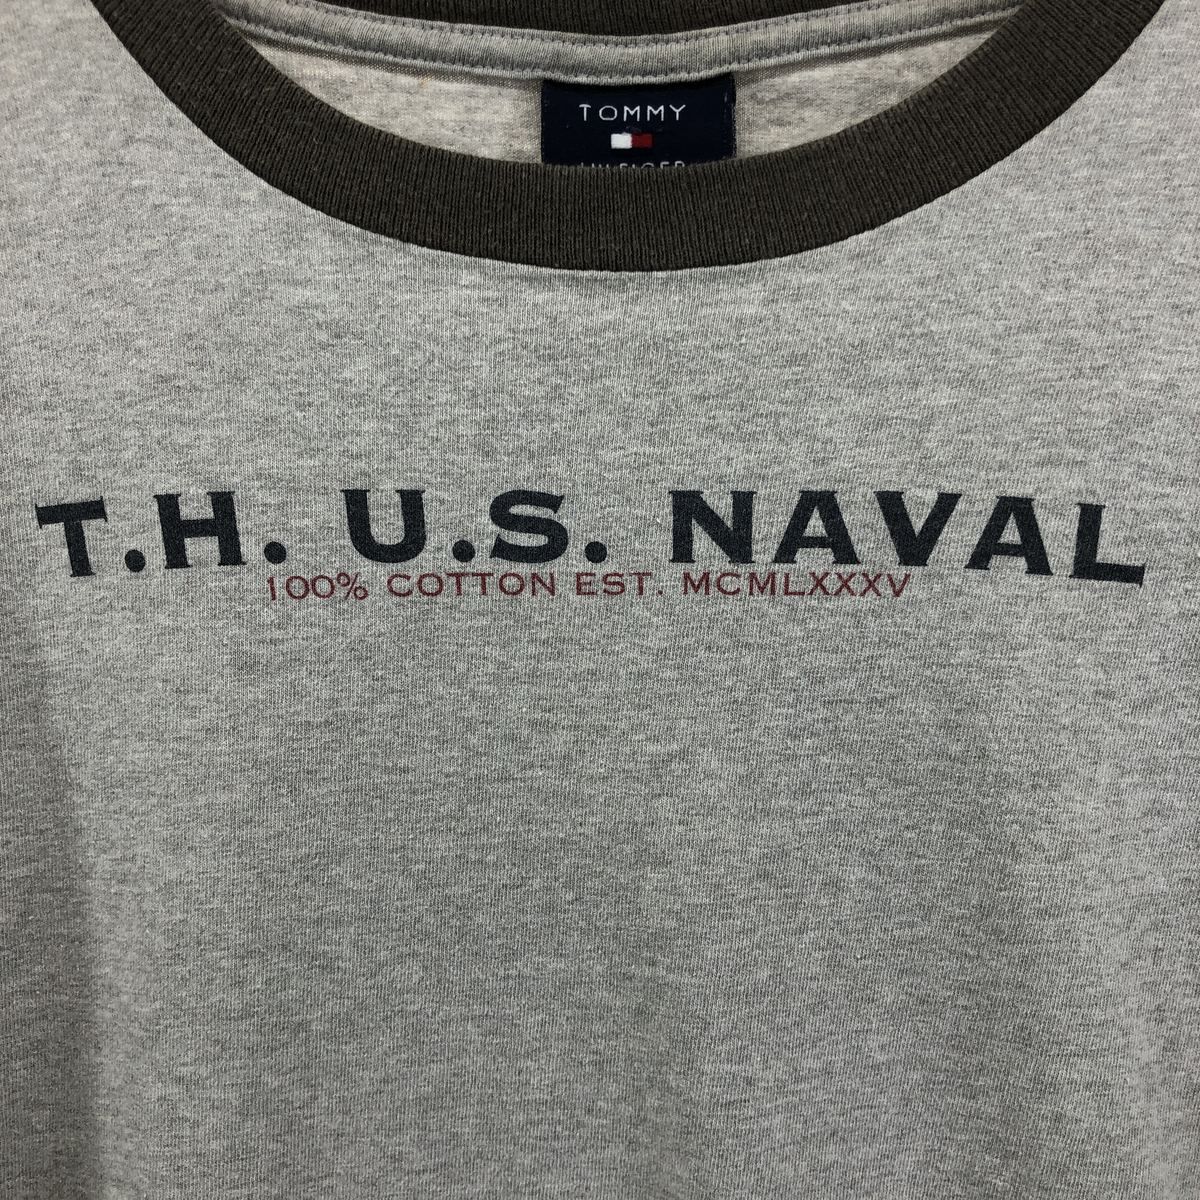 TOMMY
T.H. U.S. NAVAL
100% COTTON EST. MCMLXXXV